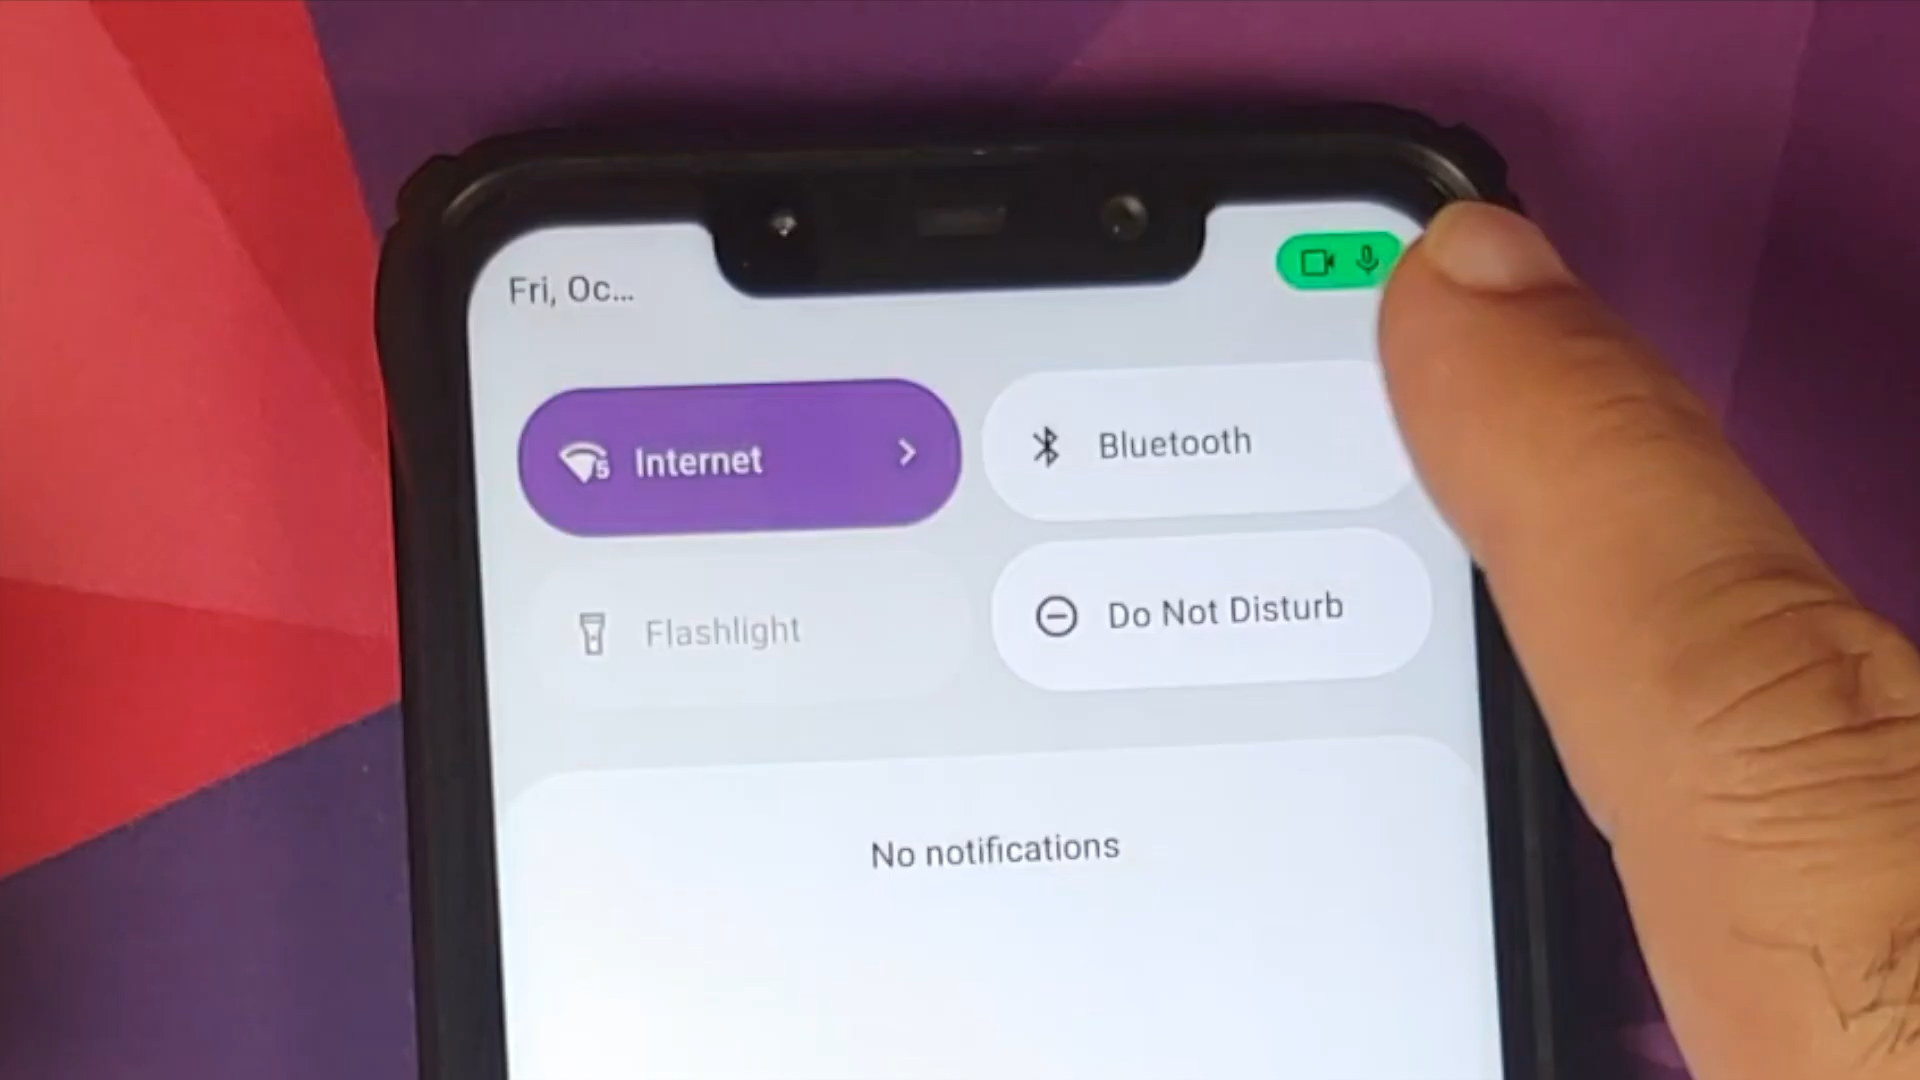 Fri, Oc...
Internet
Bluetooth
Flashlight
Do Not Disturb
No notifications